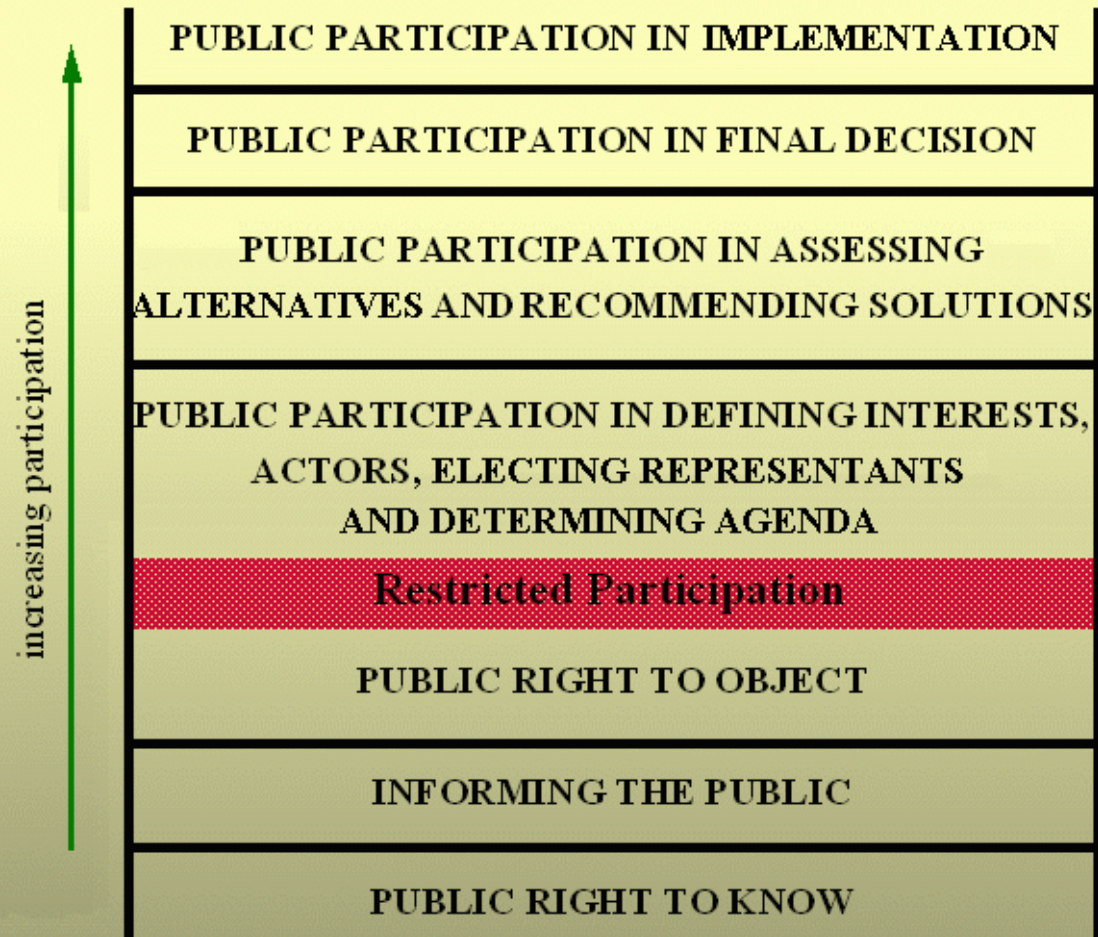 PUBLIC PARTICIPATION IN IMPLEMENTATION
PUBLIC PARTICIPATION IN FINAL DECISION
PUBLIC PARTICIPATION IN ASSESSING
ALTERNATIVES AND RECOMMENDING SOLUTIONS
PUBLIC PARTICIPATION IN DEFINING INTERESTS,
ACTORS, ELECTING REPRESENTANTS
AND DETERMINING AGENDA
Restricted Participation
PUBLIC RIGHT TO OBJECT
INFORMING THE PUBLIC
PUBLIC RIGHT TO KNOW
increasing participation